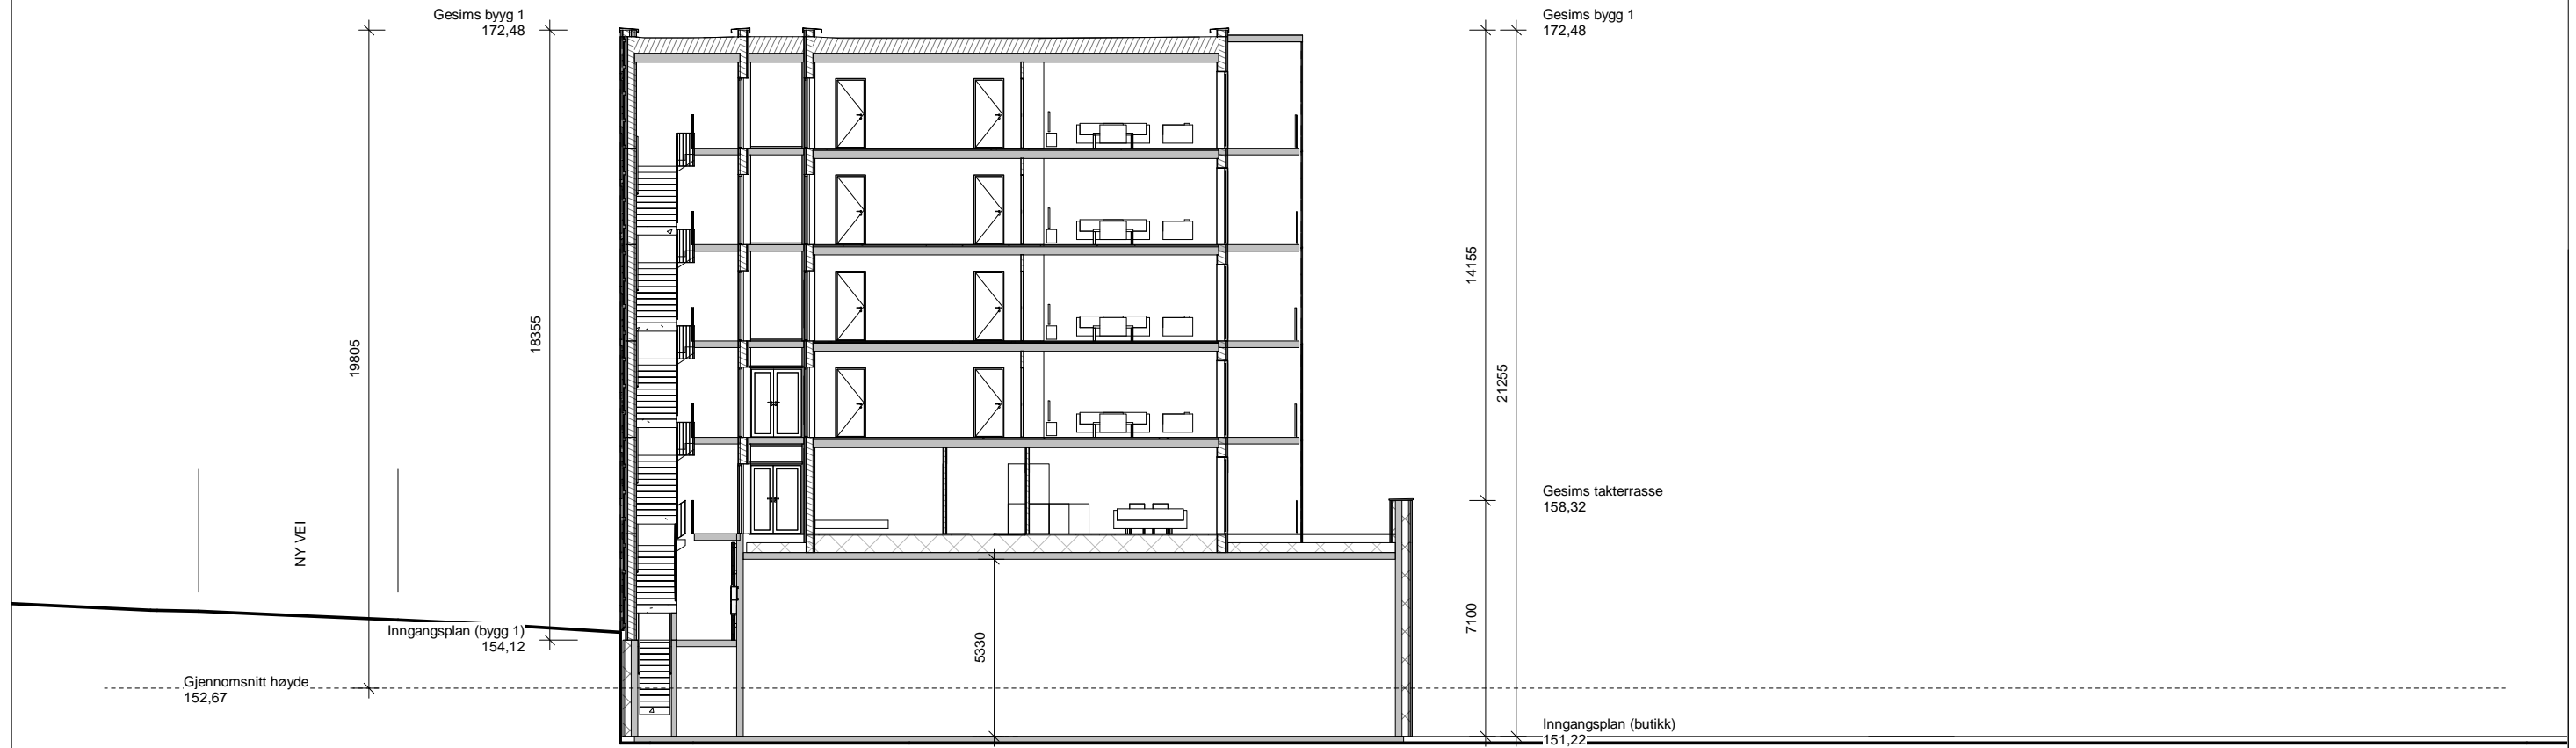 Gesims byyg 1
172,48
Gesims bygg 1
172,48
19805
18355
14155
21255
Gesims takterrasse
158,32
NY VEI
7100
5330
Inngangsplan (bygg 1)
154,12
Gjennomsnitt høyde
152,67
Inngangsplan (butikk)
151,22